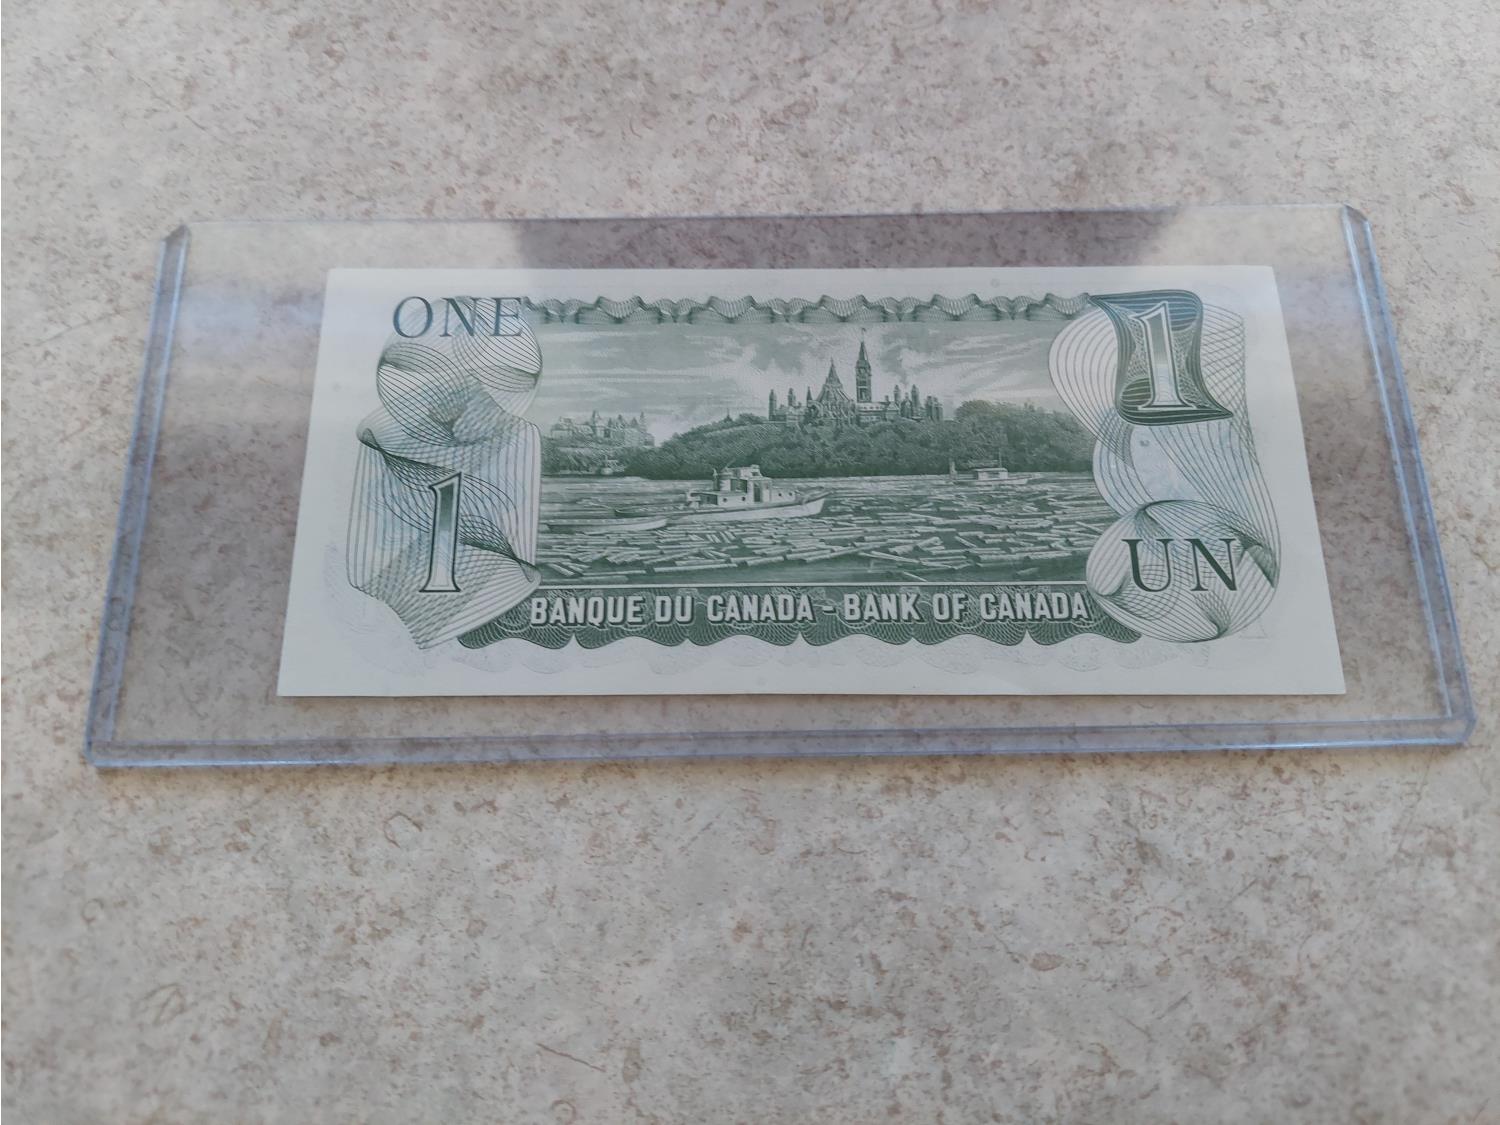 ONE
1
1
UN
BANQUE DU CANADA - BANK OF CANADA